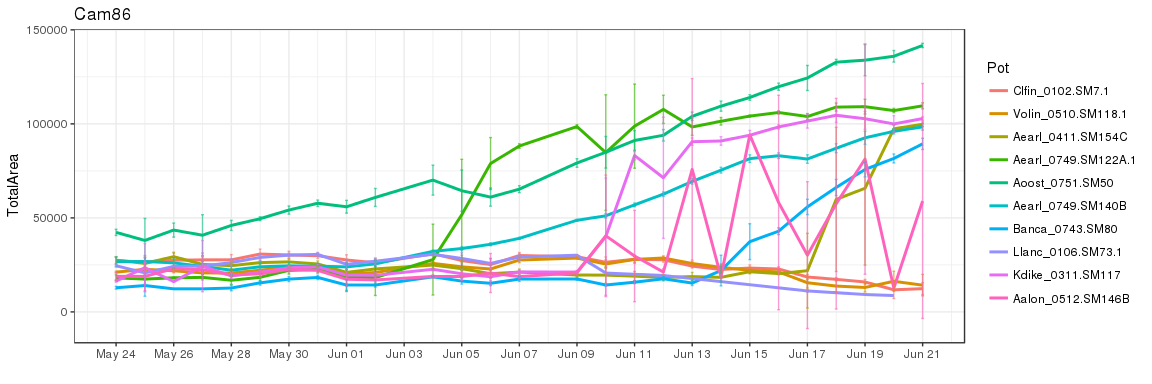 Cam86
TotalArea
150000
100000
50000
0
May 24
May 26
May 28
May 30
Jun 01
Jun 03
Jun 05
Jun 07
Jun 09
Jun 11
Jun 13
Jun 15
Jun 17
Jun 19
Jun 21
Pot
Clfin_0102.SM7.1
Volin_0510.SM118.1
Aearl_0411.SM154C
Aearl_0749.SM122A.1
Aoost_0751.SM50
Aearl_0749.SM140B
Banca_0743.SM80
Llanc_0106.SM73.1
Kdike_0311.SM117
Aalon_0512.SM146B